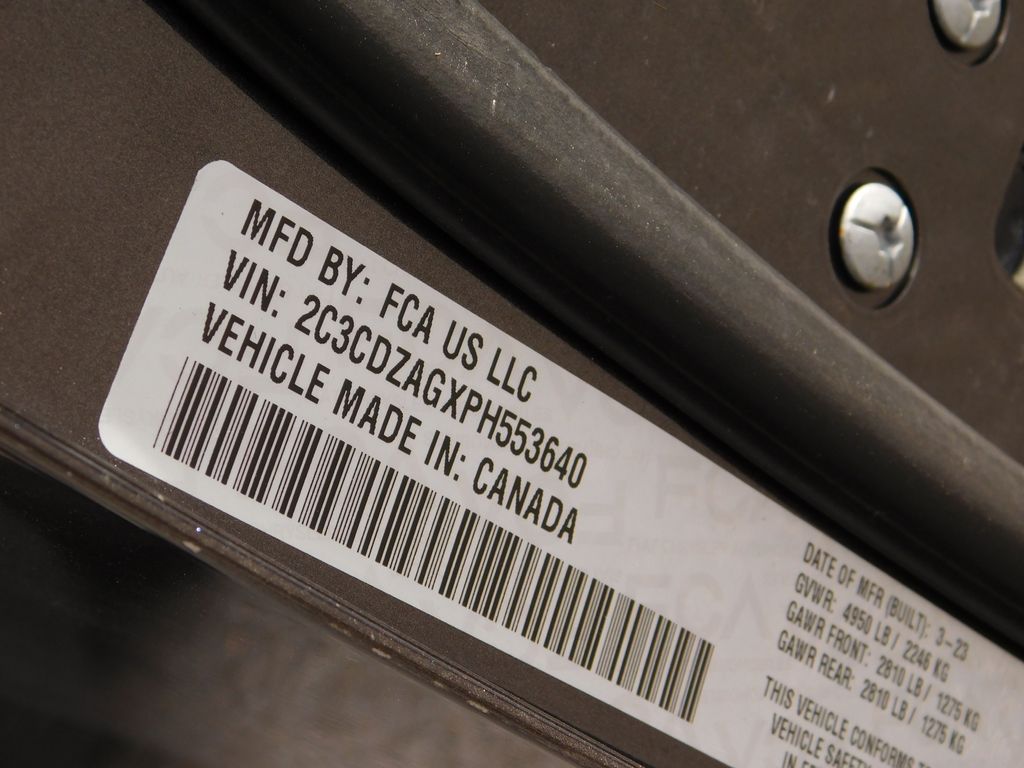 MFD BY: FCA US LLC
VIN: 2C3CDZAGXPH553640
VEHICLE MADE IN: CANADA
DATE OF MFR (BUILT): 3-23
GVWR: 4950 LB / 2246 KG
GAWR FRONT: 2810 LB / 1275 KG
GAWR REAR: 2810 LB / 1275 KG
THIS VEHICLE CONFORMS
VEHICLE
IN